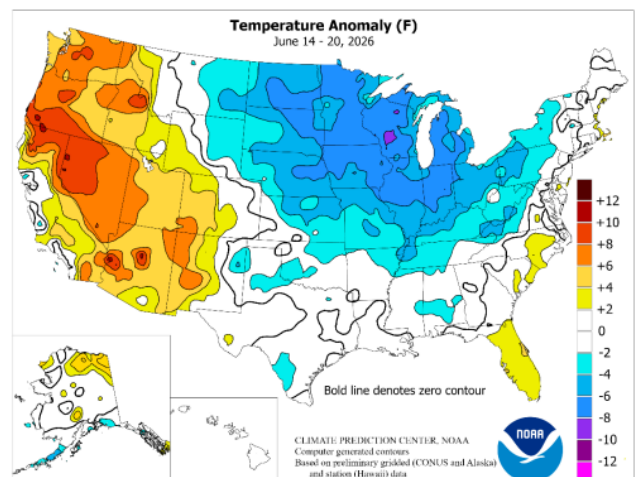 Temperature Anomaly (F)
June 14 - 20, 2026
+12
+10
+8
+6
+4
+2
0
-2
-4
-6
-8
-10
-12
Bold line denotes zero contour
CLIMATE PREDICTION CENTER, NOAA
Computer generated contours
Based on preliminary gridded (CONUS and Alaska)
and station (Hawaii) data
NOAA